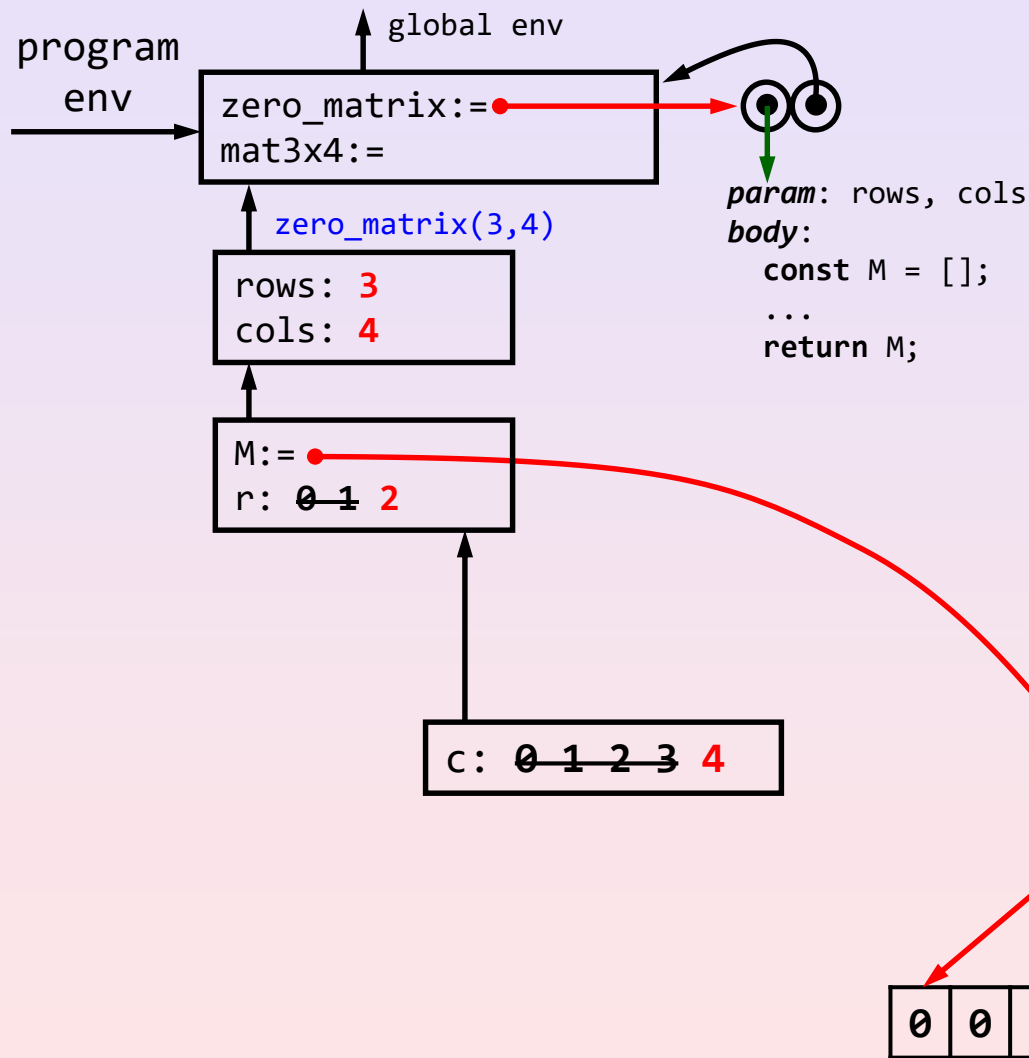 global env
program
env
zero_matrix:=
mat3x4:=
param: rows, cols
body:
const M = [];
...
return M;
zero_matrix(3,4)
rows: 3
cols: 4
M:=
r: 0 1 2
c: 0 1 2 3 4
0 0